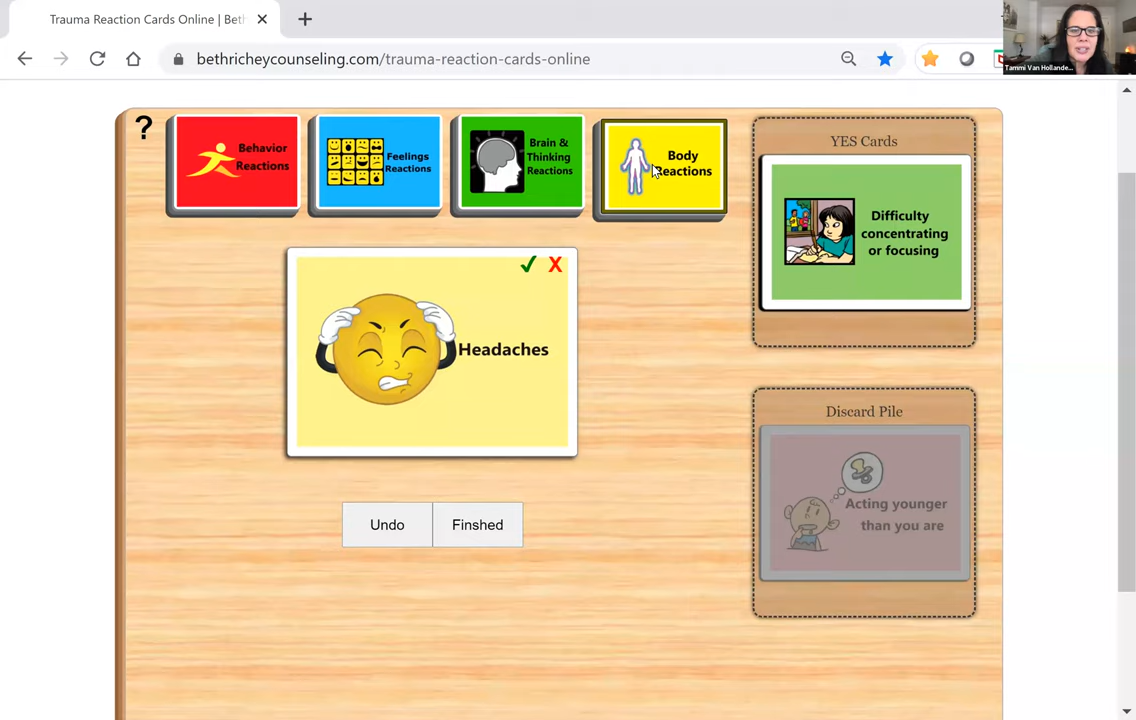 Trauma Reaction Cards Online | Bet
bethricheycounseling.com/trauma-reaction-cards-online
Tammi Van Hollande...
?
Behavior
Reactions
Feelings
Reactions
Brain &
Thinking
Reactions
Body
Reactions
YES Cards
Difficulty
concentrating
or focusing
X
Headaches
Discard Pile
Acting younger
than you are
Undo
Finshed